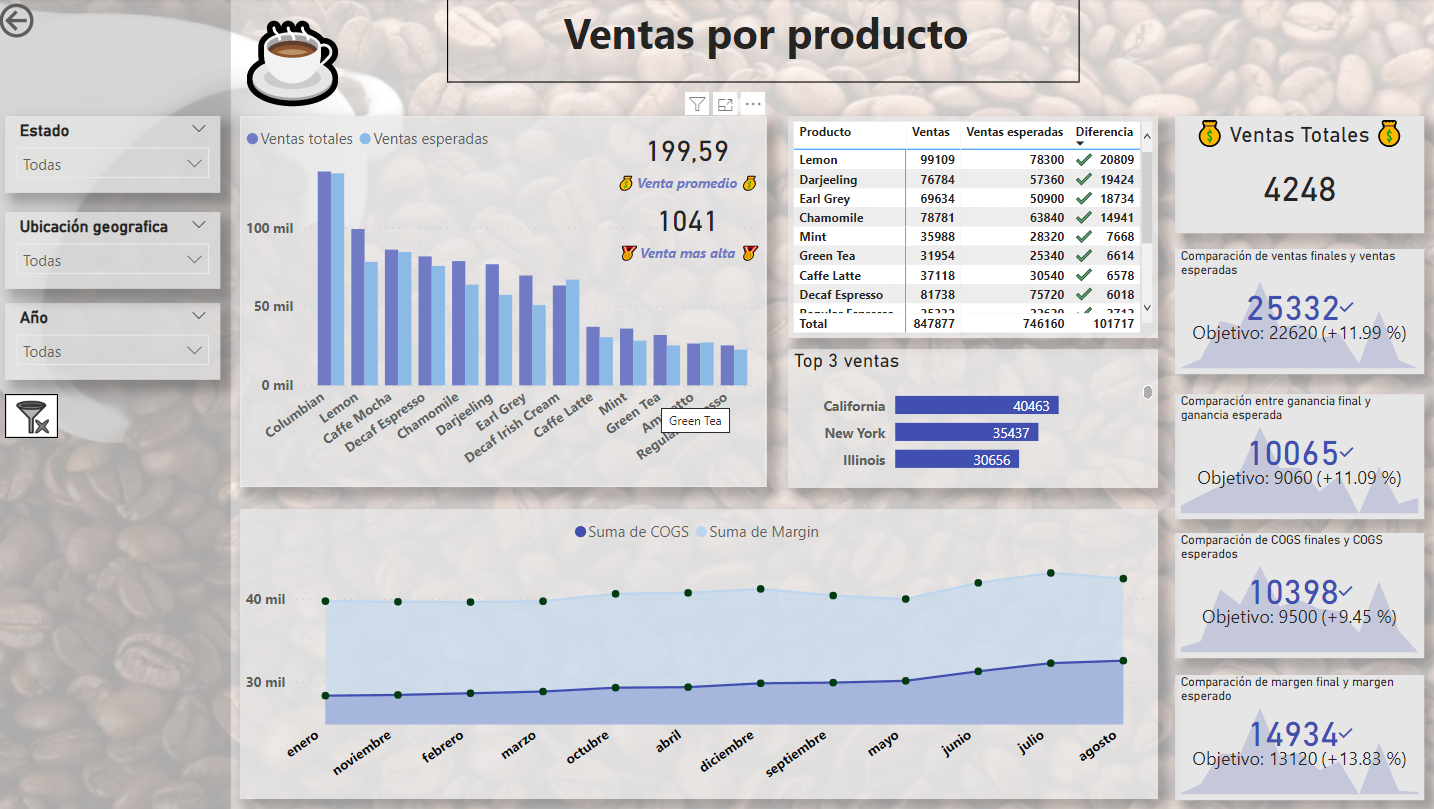 Ventas por producto
Estado
Todas
Ubicación geografica
Todas
Año
Todas
Ventas totales Ventas esperadas
199,59
Venta promedio
1041
Venta mas alta
100 mil
50 mil
0 mil
Columbian
Lemon
Caffe Mocha
Decaf Espresso
Chamomile
Darjeeling
Earl Grey
Decaf Irish Cream
Caffe Latte
Mint
Green Tea
Green Tea
Producto Ventas Ventas esperadas Diferencia
Lemon 99109 78300 20809
Darjeeling 76784 57360 19424
Earl Grey 69634 50900 18734
Chamomile 78781 63840 14941
Mint 35988 28320 7668
Green Tea 31954 25340 6614
Caffe Latte 37118 30540 6578
Decaf Espresso 81738 75720 6018
Total 847877 746160 101717
Top 3 ventas
California 40463
New York 35437
Illinois 30656
Suma de COGS Suma de Margin
40 mil
30 mil
enero
noviembre
febrero
marzo
octubre
abril
diciembre
septiembre
mayo
junio
julio
agosto
Ventas Totales
4248
Comparación de ventas finales y ventas
esperadas
25332
Objetivo: 22620 (+11.99 %)
Comparación entre ganancia final y
ganancia esperada
10065
Objetivo: 9060 (+11.09 %)
Comparación de COGS finales y COGS
esperados
10398
Objetivo: 9500 (+9.45 %)
Comparación de margen final y margen
esperado
14934
Objetivo: 13120 (+13.83 %)